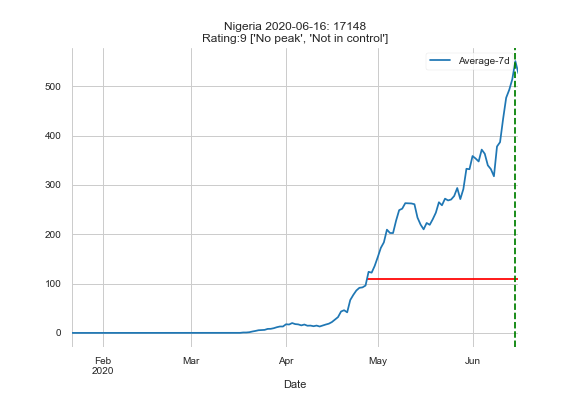 Nigeria 2020-06-16: 17148
Rating:9 ['No peak', 'Not in control']
Average-7d
500
400
300
200
100
0
Feb
2020
Mar
Apr
May
Jun
Date